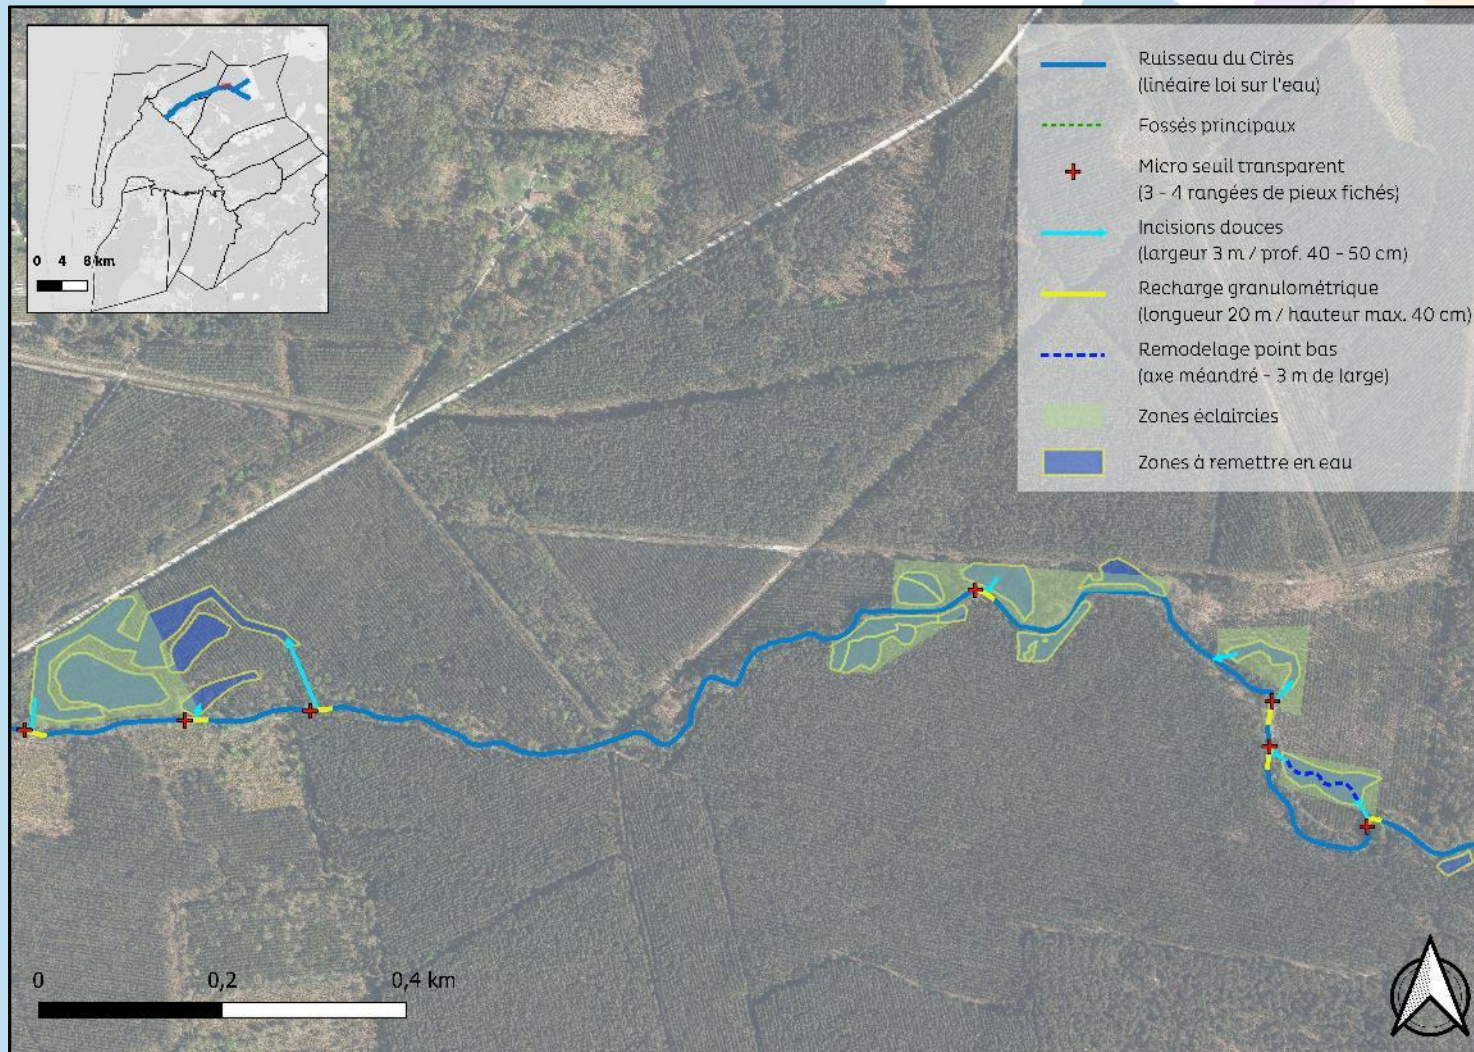 0 4 8 km
Ruisseau du Cirès
(linéaire loi sur l'eau)
Fossés principaux
Micro seuil transparent
(3 - 4 rangées de pieux fichés)
Incisions douces
(largeur 3 m / prof. 40 - 50 cm)
Recharge granulométrique
(longueur 20 m / hauteur max. 40 cm)
Remodelage point bas
(axe méandré - 3 m de large)
Zones éclaircies
Zones à remettre en eau
0 0,2 0,4 km